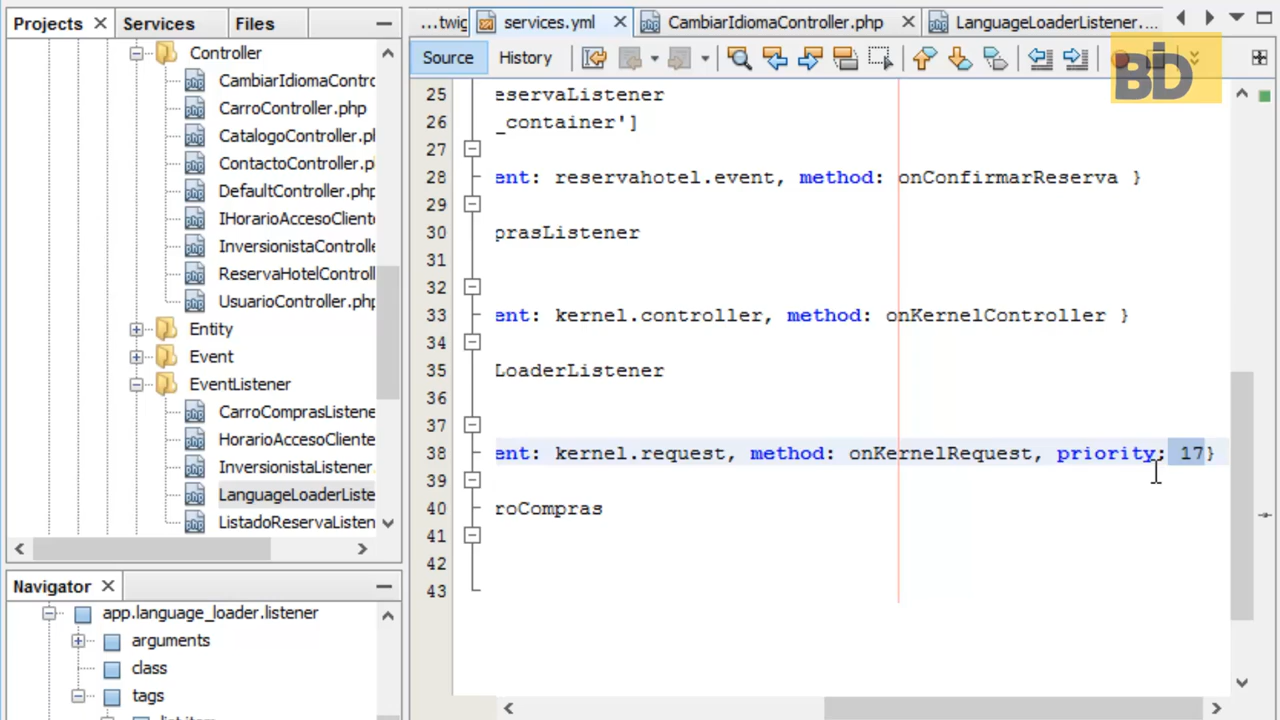 Projects
Services
Files
Controller
CambiarIdiomaContro
CarroController.php
CatalogoController.ph
ContactoController.pl
DefaultController.php
IHorarioAccesoCliente
InversionistaControlle
ReservaHotelControll
UsuarioController.php
Entity
Event
EventListener
CarroComprasListene
HorarioAccesoCliente
InversionistaListener.
LanguageLoaderListe
ListadoReservaListen
Navigator
app.language_loader.listener
arguments
class
tags
...twig
services.yml
CambiarIdiomaController.php
LanguageLoaderListener....
Source
History
BD
25 eservaListener
26 _container']
27
28 ent: reservahotel.event, method: onConfirmarReserva }
29
30 prasListener
31
32
33 ent: kernel.controller, method: onKernelController }
34
35 LoaderListener
36
37
38 ent: kernel.request, method: onKernelRequest, priority: 17}
39
40 roCompras
41
42
43